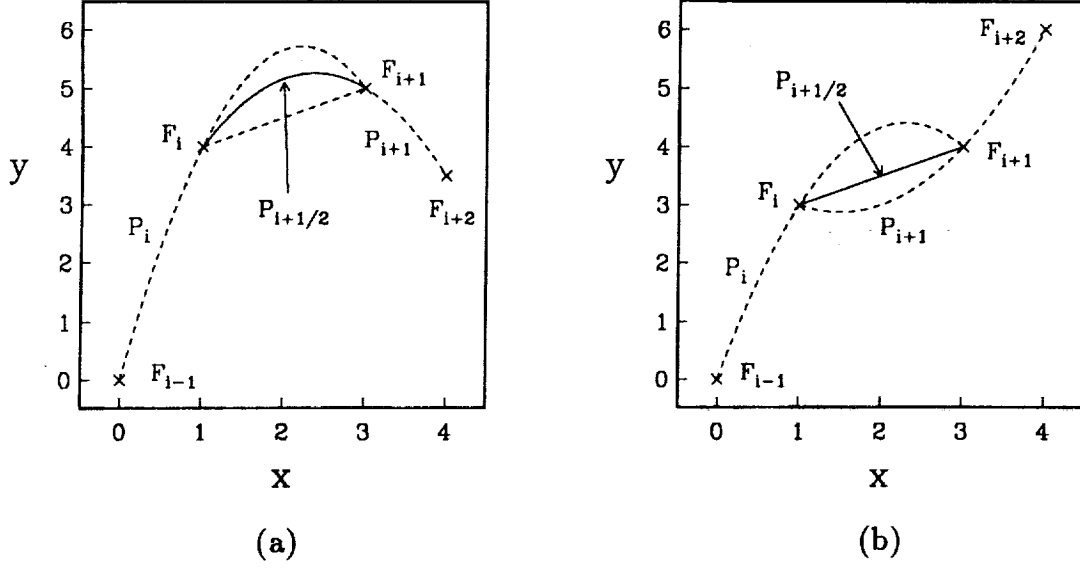 6
5
4
3
2
1
0
y
F_{i+1}
F_i
P_{i+1}
P_{i+1/2}
F_{i+2}
P_i
F_{i-1}
0 1 2 3 4
x
(a)
6
5
4
3
2
1
0
y
F_{i+2}
P_{i+1/2}
F_{i+1}
F_i
P_{i+1}
P_i
F_{i-1}
0 1 2 3 4
x
(b)